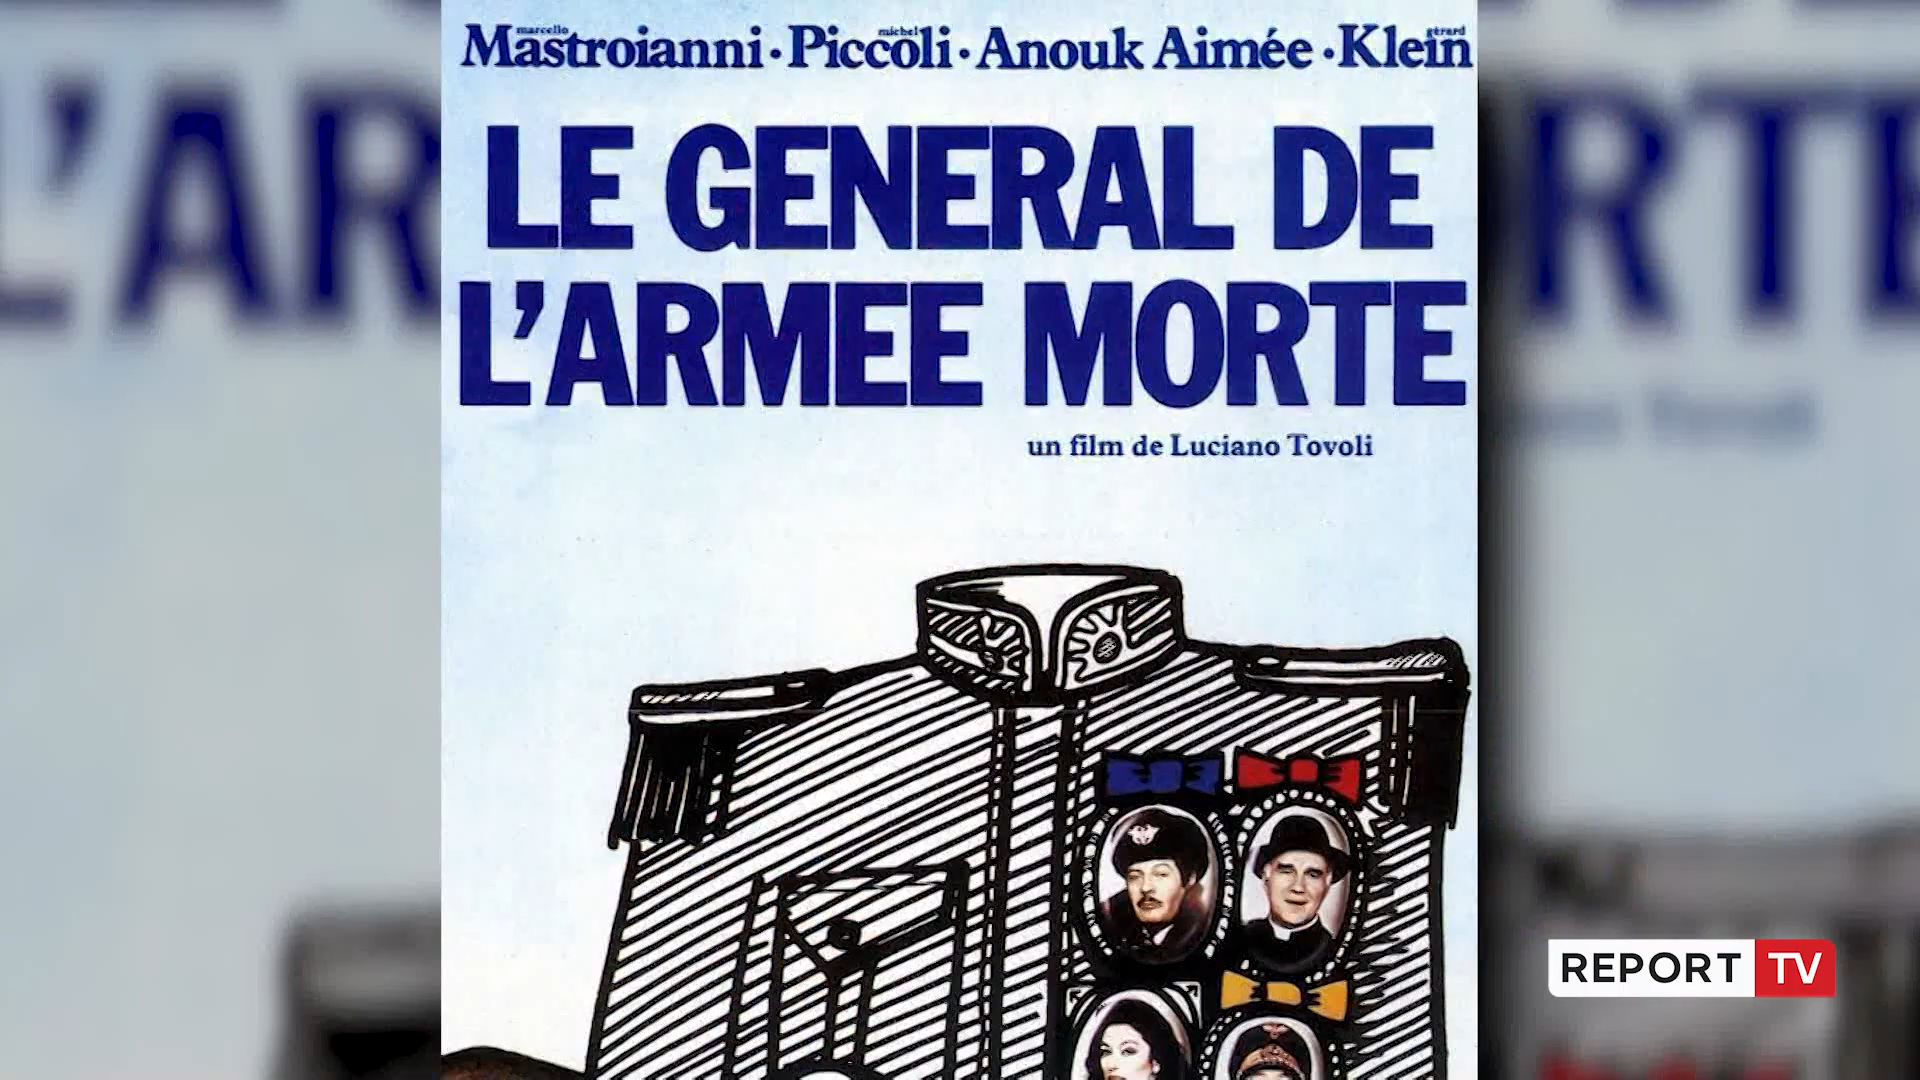 marcello michel gérard
Mastroianni · Piccoli · Anouk Aimée · Klein
LE GENERAL DE
L'ARMEE MORTE
un film de Luciano Tovoli
REPORT TV